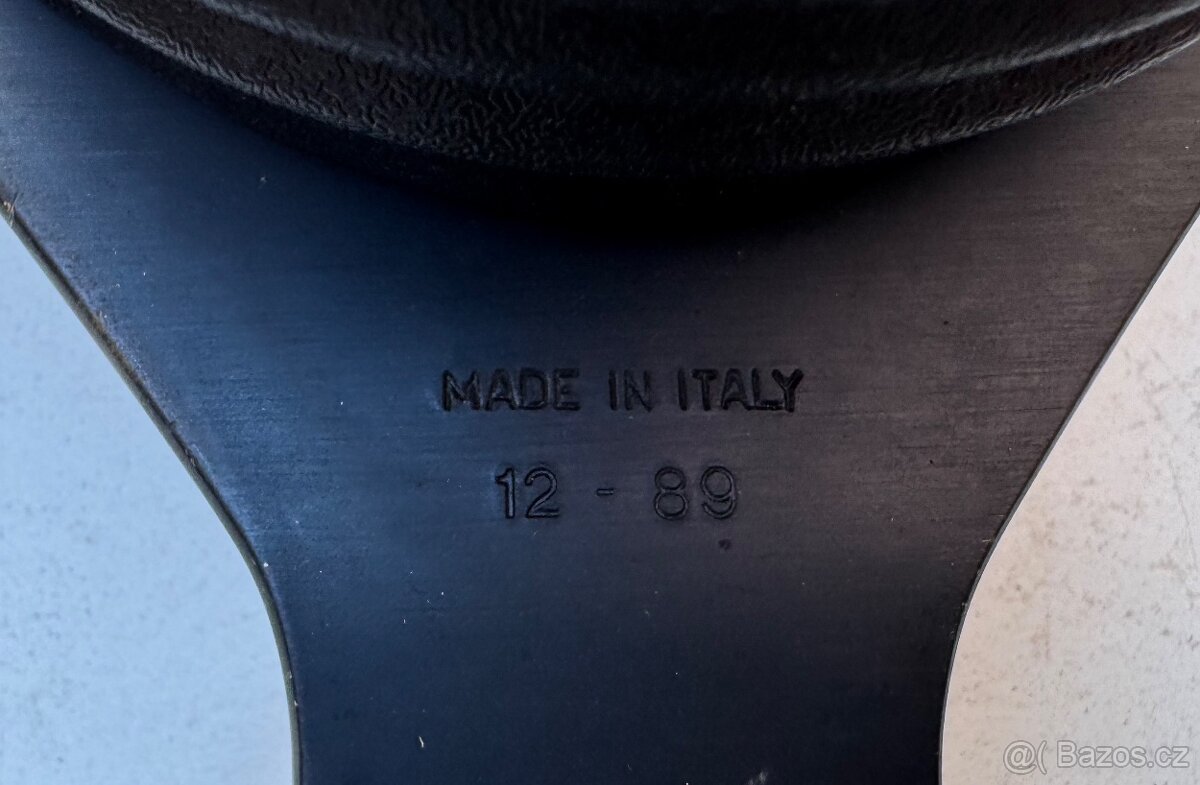 MADE IN ITALY
12 - 89
@( Bazos.cz